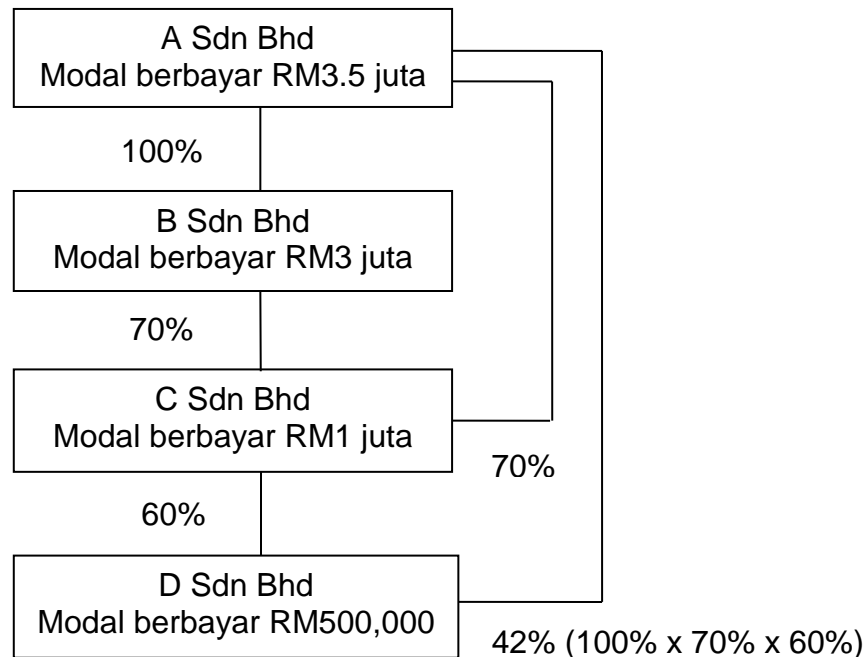 A Sdn Bhd
Modal berbayar RM3.5 juta
100%
B Sdn Bhd
Modal berbayar RM3 juta
70%
C Sdn Bhd
Modal berbayar RM1 juta
70%
60%
D Sdn Bhd
Modal berbayar RM500,000
42% (100% x 70% x 60%)